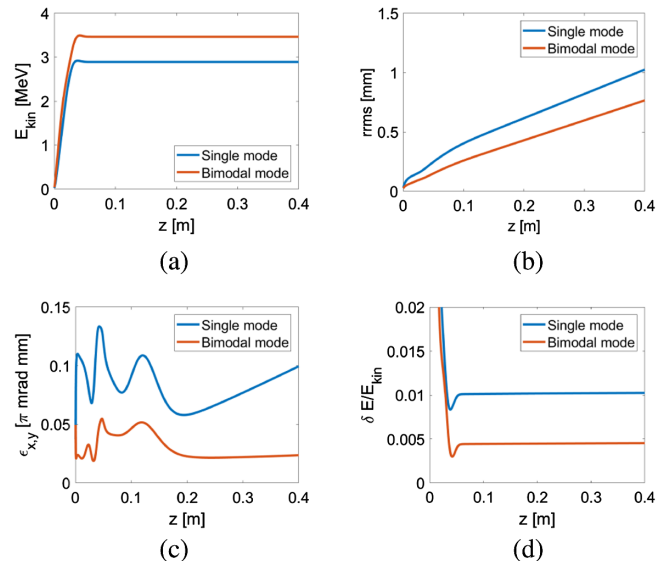 4
3
2
1
0
E_kin [MeV]
Single mode
Bimodal mode
0 0.1 0.2 0.3 0.4
z [m]
(a)
1.5
1
0.5
0
rrms [mm]
Single mode
Bimodal mode
0 0.1 0.2 0.3 0.4
z [m]
(b)
0.15
0.1
0.05
0
ϵ_x,y [π mrad mm]
Single mode
Bimodal mode
0 0.1 0.2 0.3 0.4
z [m]
(c)
0.02
0.015
0.01
0.005
0
δ E/E_kin
Single mode
Bimodal mode
0 0.1 0.2 0.3 0.4
z [m]
(d)